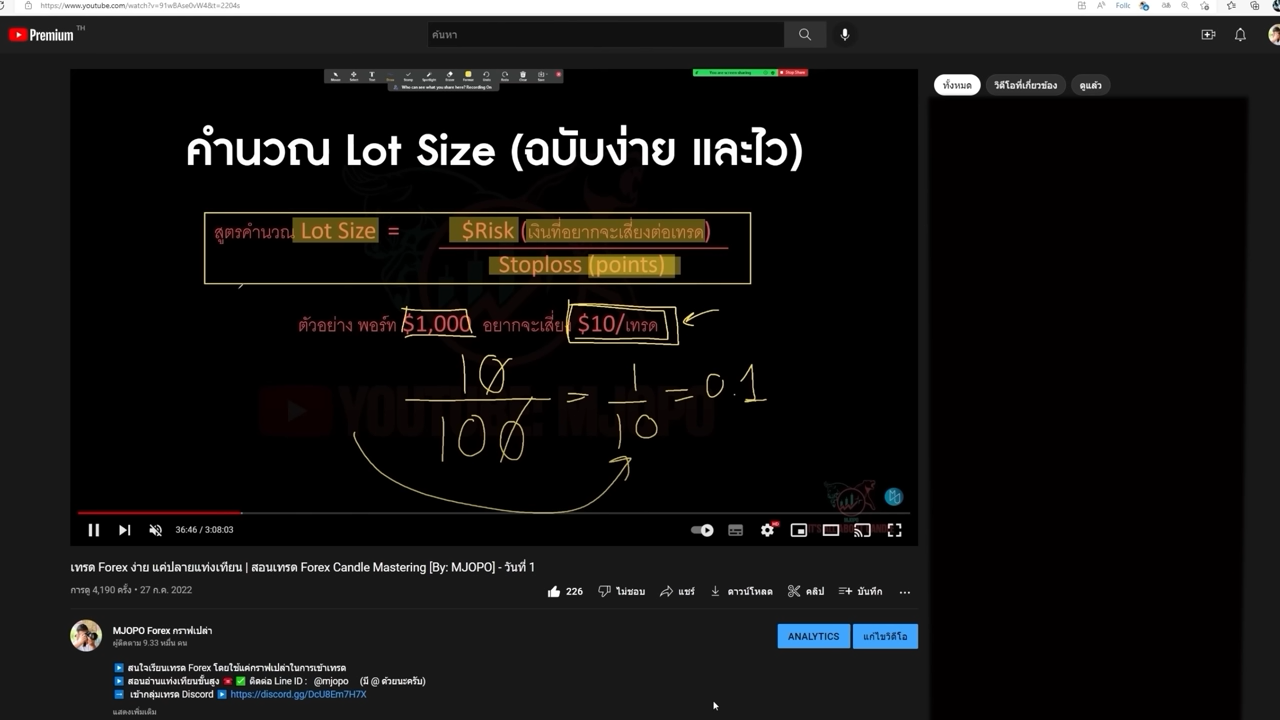 https://www.youtube.com/watch?v=91wBAse0vW4&t=2204s
Premium TH
ค้นหา
ทั้งหมด วิดีโอที่เกี่ยวข้อง ดูแล้ว
Who can see what you share here? Recording On
คำนวณ Lot Size (ฉบับง่าย และไว)
สูตรคำนวณ Lot Size = $Risk (เงินที่อยากจะเสี่ยงต่อเทรด)
Stoploss (points)
ตัวอย่าง พอร์ท $1,000 อยากจะเสี่ยง $10/เทรด
10
100
=
1
10
= 0.1
YOUTUBE: MJOPO
36:46 / 3:08:03
เทรด Forex ง่าย แค่ปลายแท่งเทียน | สอนเทรด Forex Candle Mastering [By: MJOPO] - วันที่ 1
การดู 4,190 ครั้ง • 27 ก.ค. 2022
226 ไม่ชอบ แชร์ ดาวน์โหลด คลิป บันทึก
MJOPO Forex กราฟเปล่า
ผู้ติดตาม 9.33 หมื่น คน
ANALYTICS แก้ไขวิดีโอ
สนใจเรียนเทรด Forex โดยใช้แค่กราฟเปล่าในการเข้าเทรด
สอนอ่านแท่งเทียนขั้นสูง ติดต่อ Line ID : @mjopo (มี @ ด้วยนะครับ)
เข้ากลุ่มเทรด Discord https://discord.gg/DcU8Em7H7X
แสดงเพิ่มเติม